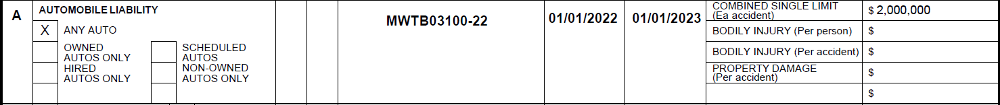 A AUTOMOBILE LIABILITY MWTB03100-22 01/01/2022 01/01/2023 COMBINED SINGLE LIMIT (Ea accident) $ 2,000,000
X ANY AUTO BODILY INJURY (Per person) $
OWNED AUTOS ONLY SCHEDULED AUTOS BODILY INJURY (Per accident) $
HIRED AUTOS ONLY NON-OWNED AUTOS ONLY PROPERTY DAMAGE (Per accident) $
$